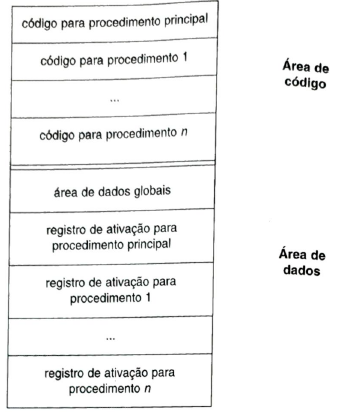 código para procedimento principal
código para procedimento 1
...
código para procedimento n
Área de
código
área de dados globais
registro de ativação para
procedimento principal
registro de ativação para
procedimento 1
...
registro de ativação para
procedimento n
Área de
dados